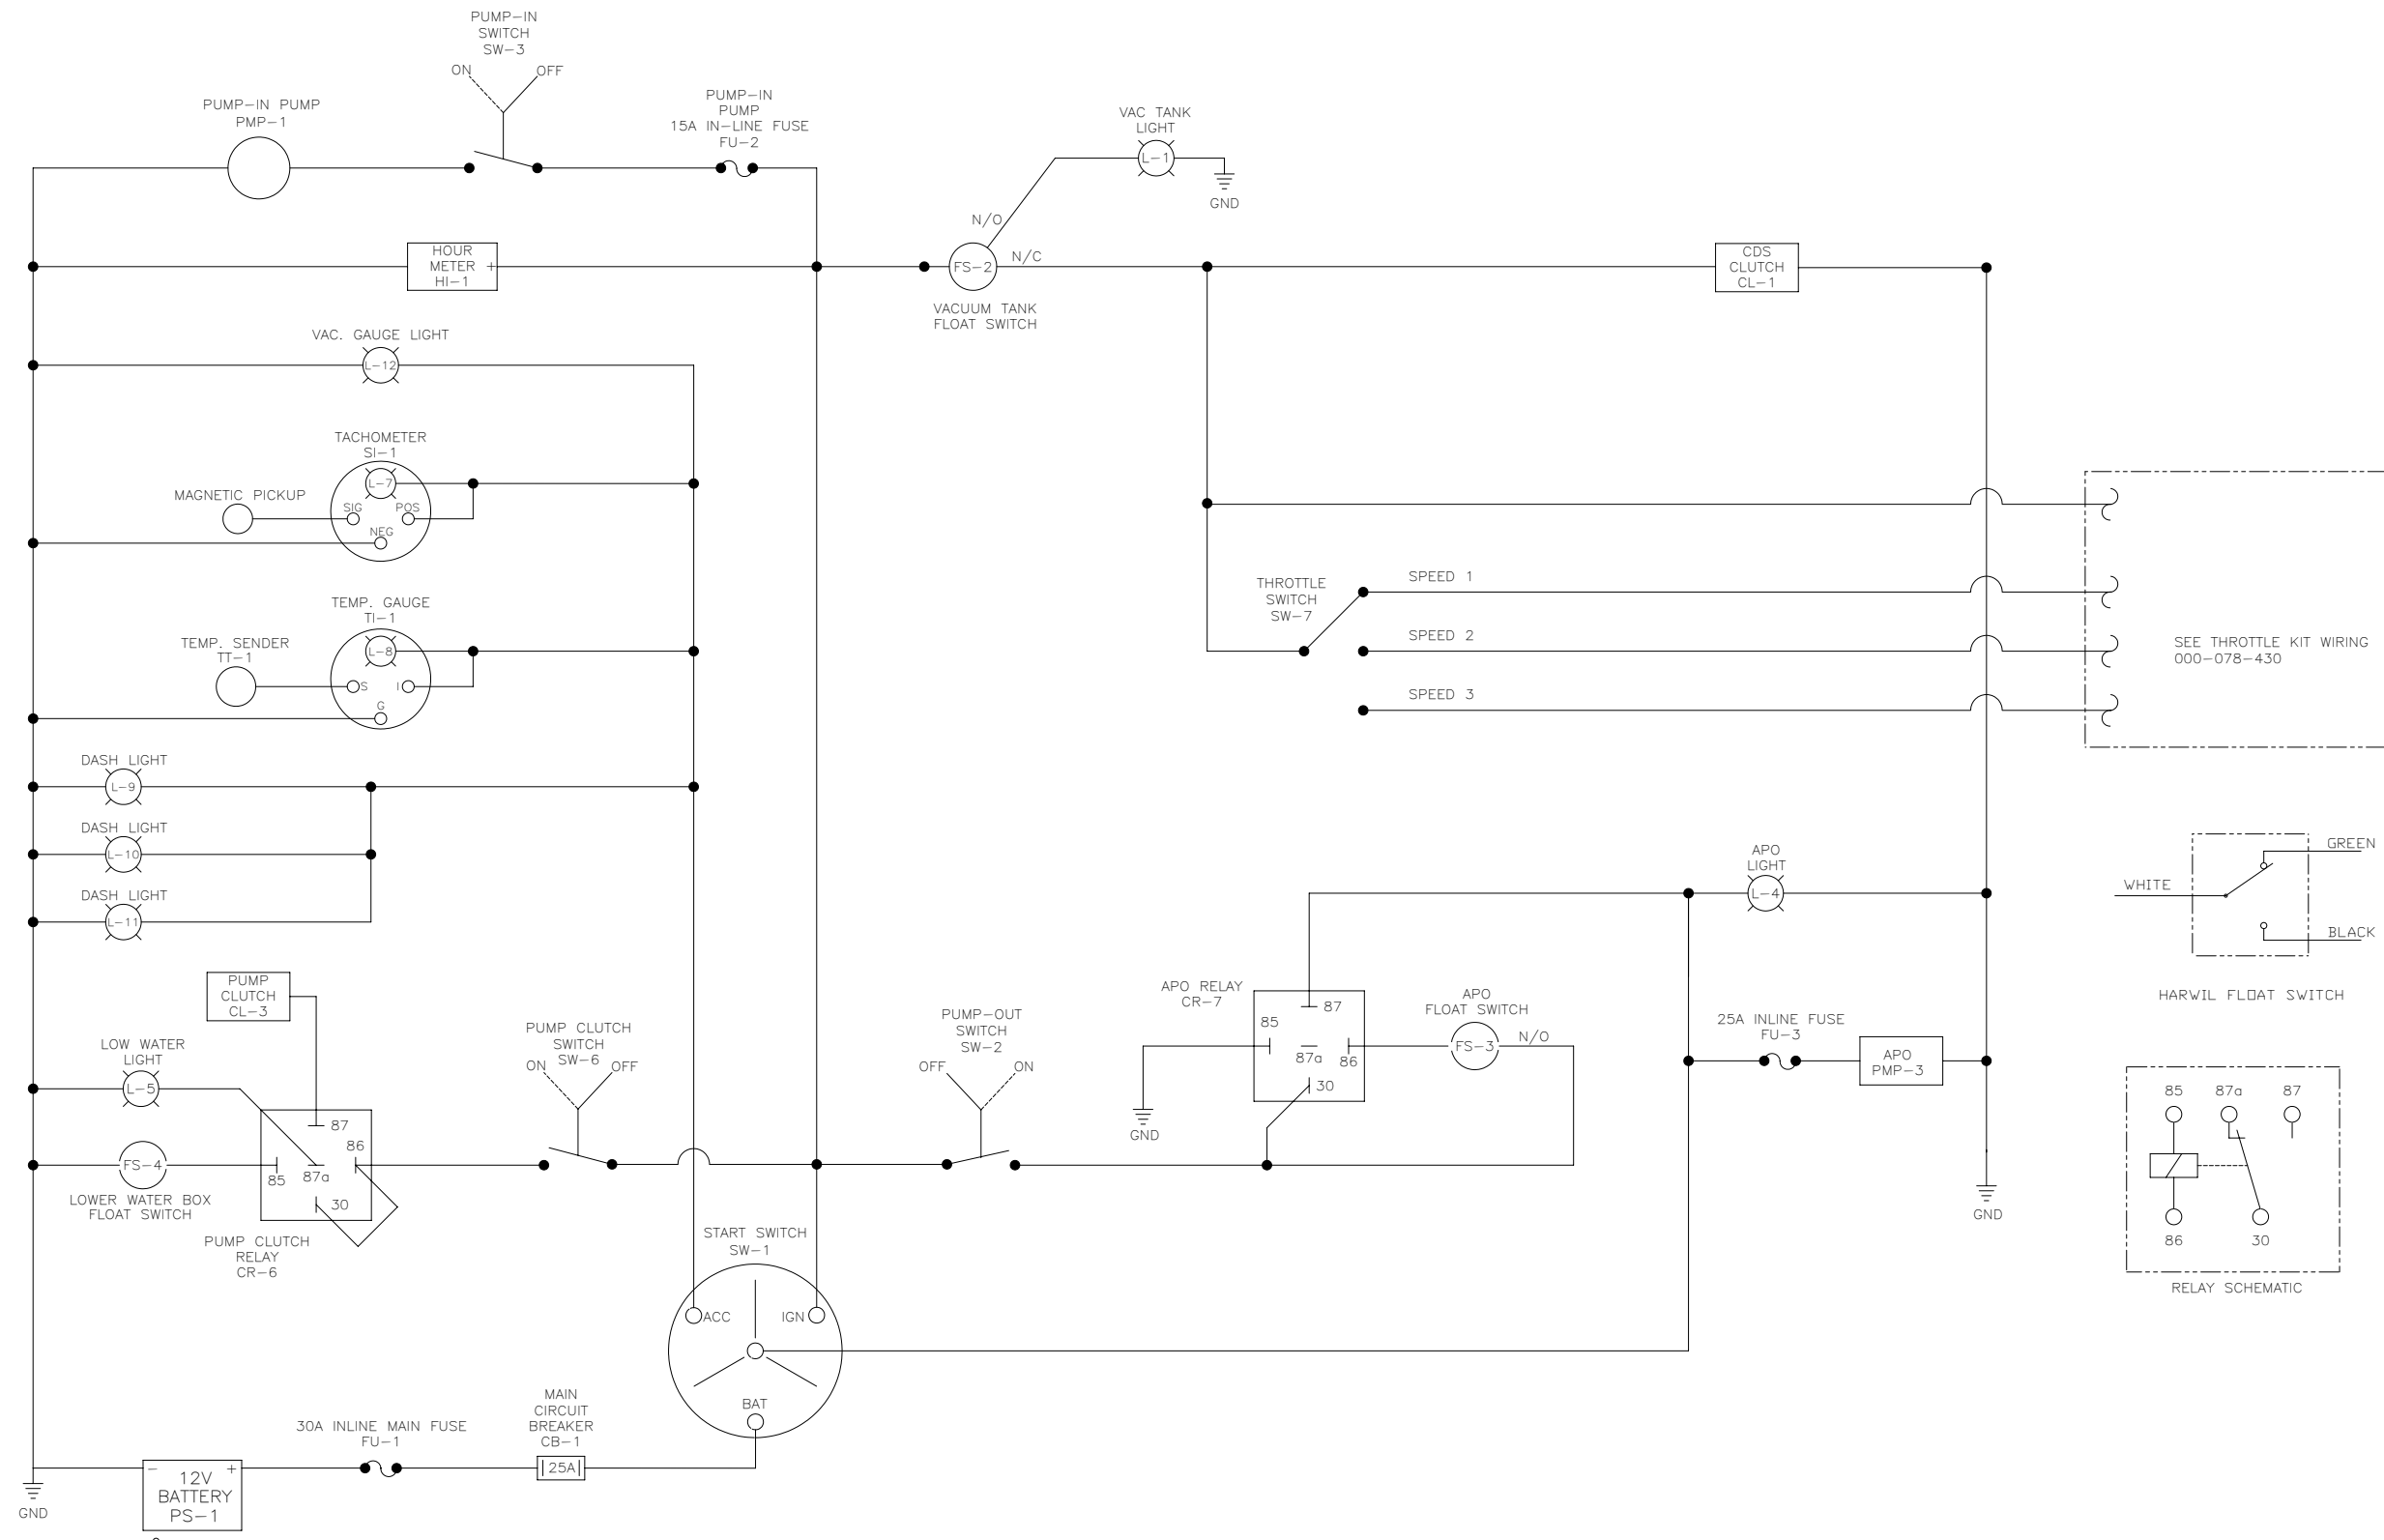 PUMP-IN
SWITCH
SW-3
ON
OFF
PUMP-IN PUMP
PMP-1
PUMP-IN
PUMP
15A IN-LINE FUSE
FU-2
VAC TANK
LIGHT
L-1
GND
N/O
HOUR
METER +
HI-1
FS-2
N/C
VACUUM TANK
FLOAT SWITCH
CDS
CLUTCH
CL-1
VAC. GAUGE LIGHT
L-12
TACHOMETER
SI-1
L-7
MAGNETIC PICKUP
SIG
POS
NEG
TEMP. GAUGE
TI-1
L-8
TEMP. SENDER
TT-1
S
I
G
THROTTLE
SWITCH
SW-7
SPEED 1
SPEED 2
SPEED 3
SEE THROTTLE KIT WIRING
000-078-430
DASH LIGHT
L-9
DASH LIGHT
L-10
DASH LIGHT
L-11
APO
LIGHT
L-4
GREEN
WHITE
BLACK
HARWIL FLOAT SWITCH
PUMP
CLUTCH
CL-3
LOW WATER
LIGHT
L-5
87
86
FS-4
85
87a
30
LOWER WATER BOX
FLOAT SWITCH
PUMP CLUTCH
RELAY
CR-6
PUMP CLUTCH
SWITCH
SW-6
ON
OFF
PUMP-OUT
SWITCH
SW-2
OFF
ON
APO RELAY
CR-7
87
85
87a
86
30
GND
APO
FLOAT SWITCH
FS-3
N/O
25A INLINE FUSE
FU-3
APO
PMP-3
GND
85
87a
87
86
30
RELAY SCHEMATIC
START SWITCH
SW-1
ACC
IGN
BAT
MAIN
CIRCUIT
BREAKER
CB-1
25A
30A INLINE MAIN FUSE
FU-1
- +
12V
BATTERY
PS-1
GND